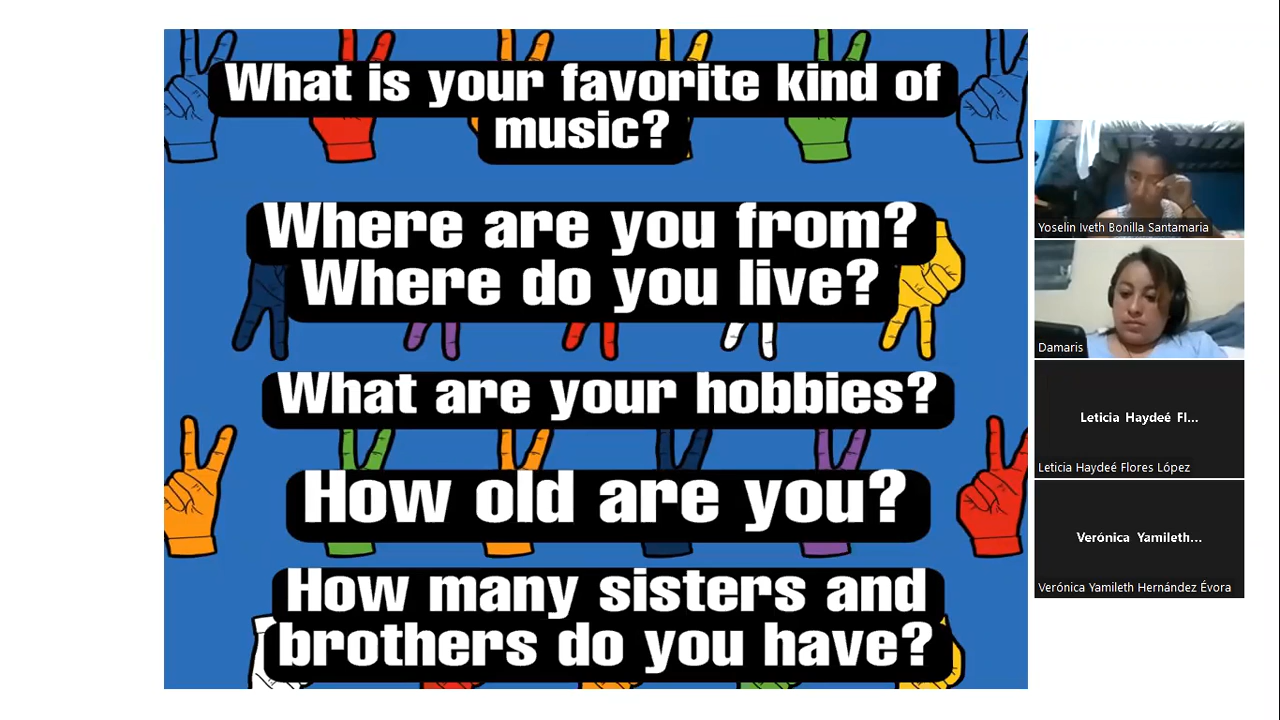 What is your favorite kind of
music?
Where are you from?
Where do you live?
What are your hobbies?
How old are you?
How many sisters and
brothers do you have?
Yoselin Iveth Bonilla Santamaria
Damaris
Leticia Haydeé Fl...
Leticia Haydeé Flores López
Verónica Yamileth...
Verónica Yamileth Hernández Évora